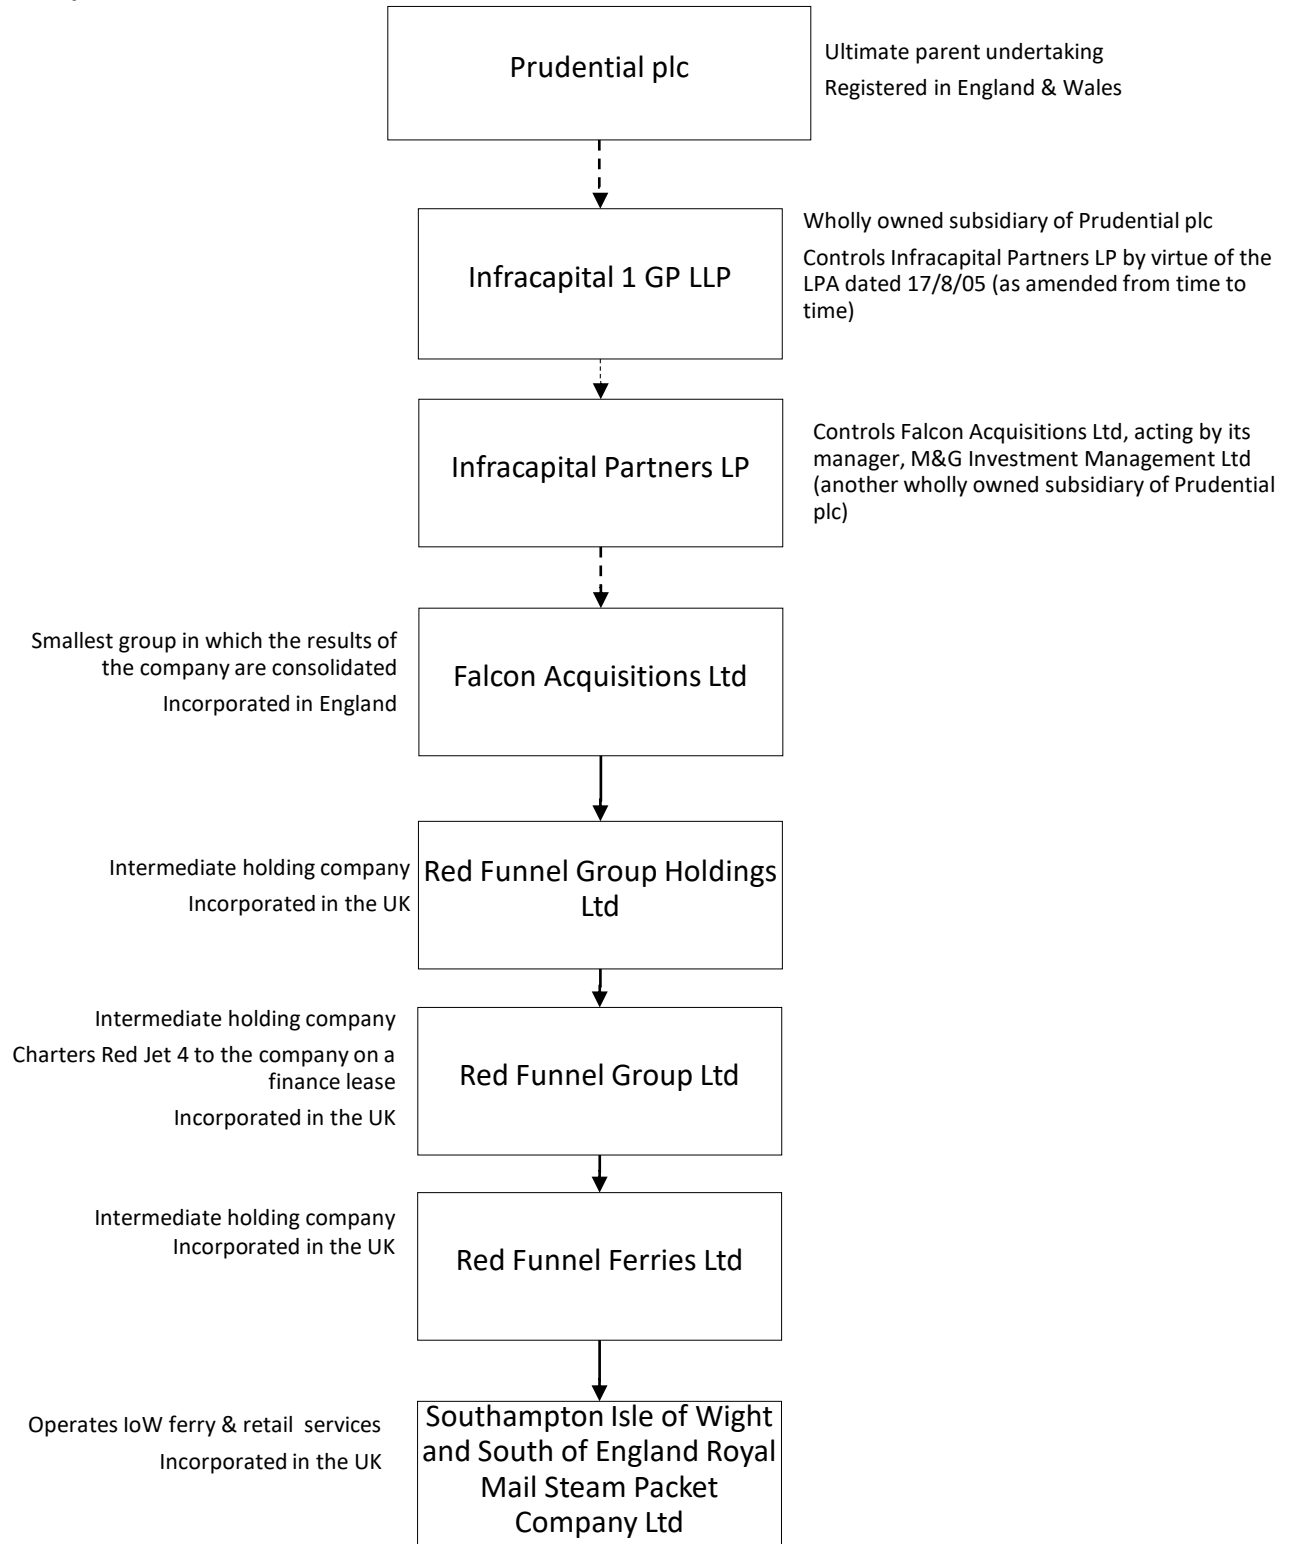 Prudential plc
Ultimate parent undertaking
Registered in England & Wales
Infracapital 1 GP LLP
Wholly owned subsidiary of Prudential plc
Controls Infracapital Partners LP by virtue of the
LPA dated 17/8/05 (as amended from time to
time)
Infracapital Partners LP
Controls Falcon Acquisitions Ltd, acting by its
manager, M&G Investment Management Ltd
(another wholly owned subsidiary of Prudential
plc)
Smallest group in which the results of
the company are consolidated
Incorporated in England
Falcon Acquisitions Ltd
Intermediate holding company
Incorporated in the UK
Red Funnel Group Holdings
Ltd
Intermediate holding company
Charters Red Jet 4 to the company on a
finance lease
Incorporated in the UK
Red Funnel Group Ltd
Intermediate holding company
Incorporated in the UK
Red Funnel Ferries Ltd
Operates IoW ferry & retail  services
Incorporated in the UK
Southampton Isle of Wight
and South of England Royal
Mail Steam Packet
Company Ltd